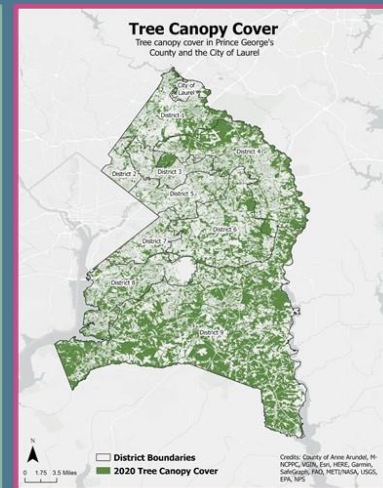 Tree Canopy Cover
Tree canopy cover in Prince George's
County and the City of Laurel
City of
Laurel
District 1
District 4
District 2
District 3
District 5
District 6
District 7
District 8
District 9
N
0 1.75 3.5 Miles
District Boundaries
2020 Tree Canopy Cover
Credits: County of Anne Arundel, M-
NCPPC, VGIN, Esri, HERE, Garmin,
SafeGraph, FAO, METI/NASA, USGS,
EPA, NPS